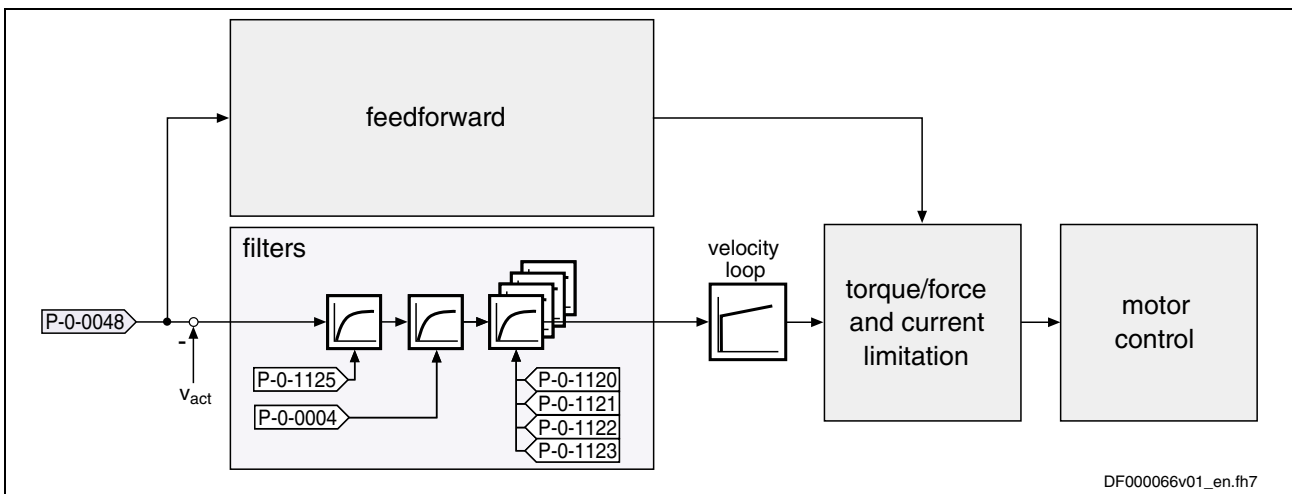 feedforward
filters
velocity
loop
P-0-0048
-
v_act
P-0-1125
P-0-0004
P-0-1120
P-0-1121
P-0-1122
P-0-1123
torque/force
and current
limitation
motor
control
DF000066v01_en.fh7